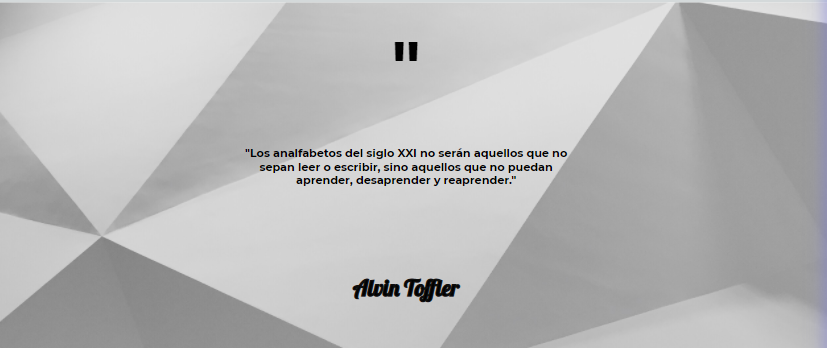 "
"Los analfabetos del siglo XXI no serán aquellos que no
sepan leer o escribir, sino aquellos que no puedan
aprender, desaprender y reaprender."
Alvin Toffler